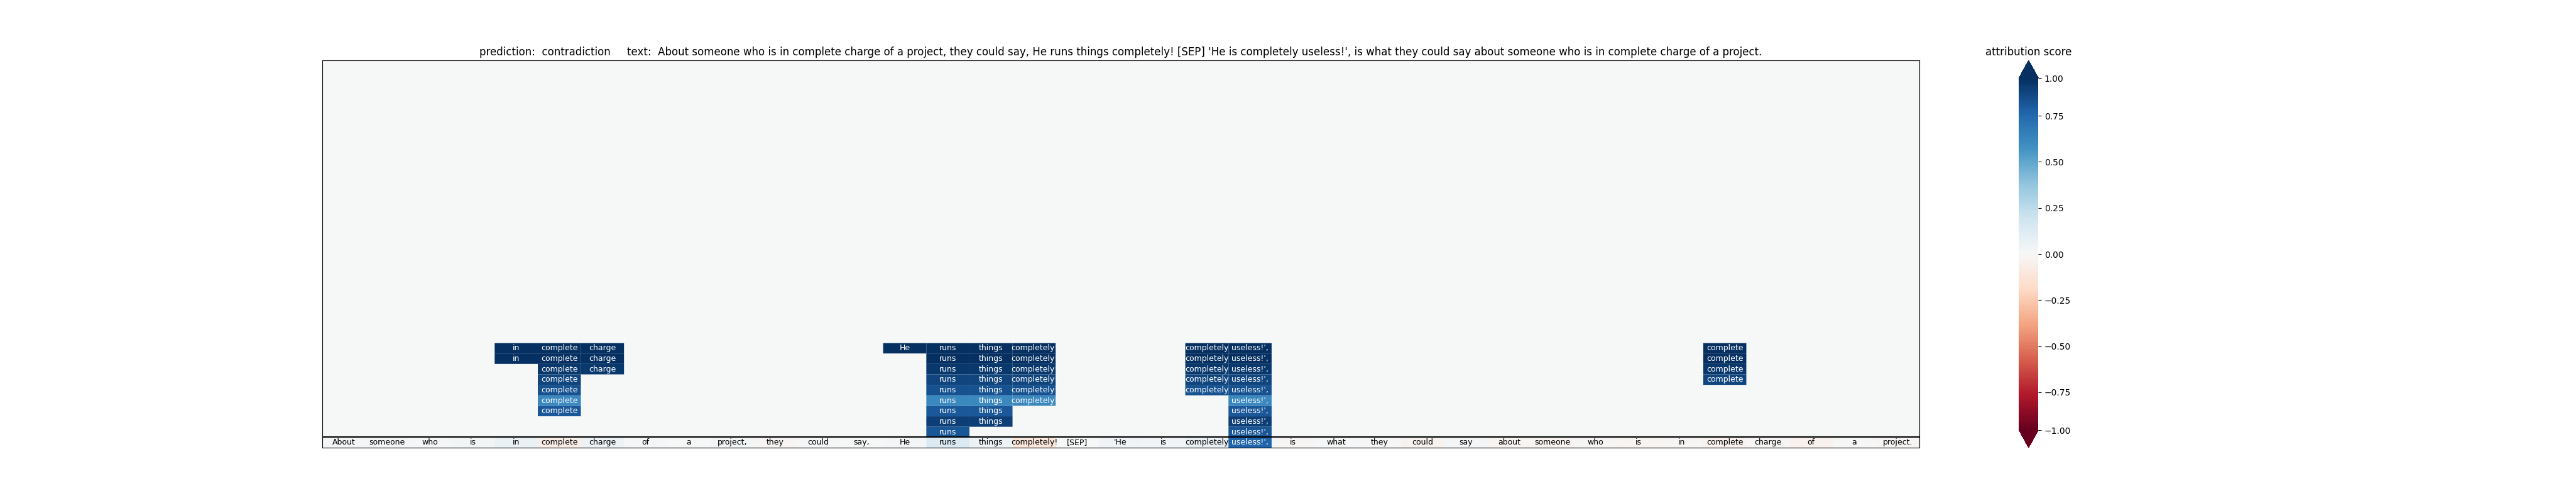 prediction:  contradiction     text:  About someone who is in complete charge of a project, they could say, He runs things completely! [SEP] 'He is completely useless!', is what they could say about someone who is in complete charge of a project.
attribution score
1.00
0.75
0.50
0.25
0.00
−0.25
−0.50
−0.75
−1.00
in complete charge He runs things completely completely useless!', complete
in complete charge runs things completely completely useless!', complete
complete charge runs things completely completely useless!', complete
complete runs things completely completely useless!', complete
complete runs things completely completely useless!',
complete runs things completely useless!',
complete runs things useless!',
runs things useless!',
runs useless!',
About someone who is in complete charge of a project, they could say, He runs things completely! [SEP] 'He is completely useless!', is what they could say about someone who is in complete charge of a project.